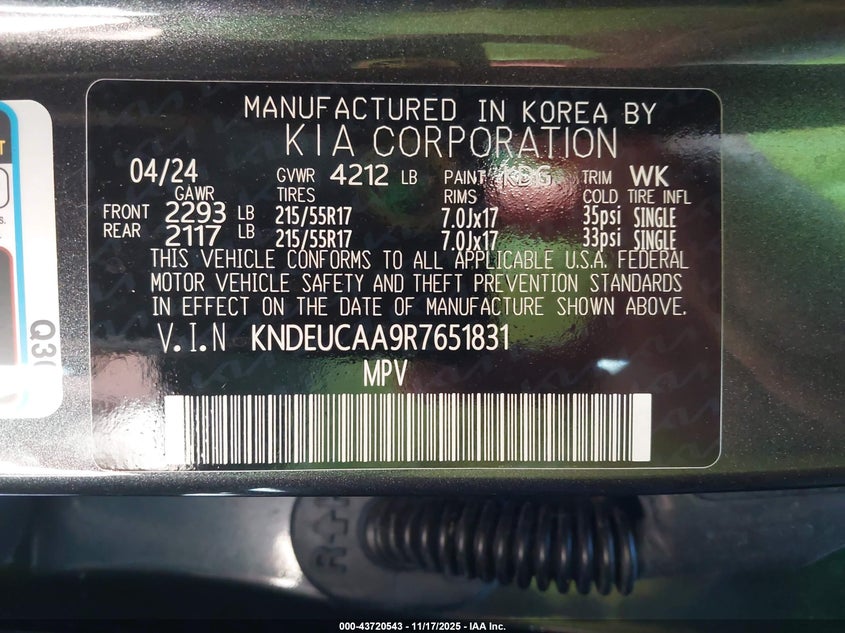 MANUFACTURED IN KOREA BY
KIA CORPORATION
04/24 GVWR 4212 LB PAINT KDG TRIM WK
GAWR TIRES RIMS COLD TIRE INFL
FRONT 2293 LB 215/55R17 7.0Jx17 35psi SINGLE
REAR 2117 LB 215/55R17 7.0Jx17 33psi SINGLE
THIS VEHICLE CONFORMS TO ALL APPLICABLE U.S.A. FEDERAL
MOTOR VEHICLE SAFETY AND THEFT PREVENTION STANDARDS
IN EFFECT ON THE DATE OF MANUFACTURE SHOWN ABOVE.
V.I.N KNDEUCAA9R7651831
MPV
000-43720543 — 11/17/2025 - IAA Inc.